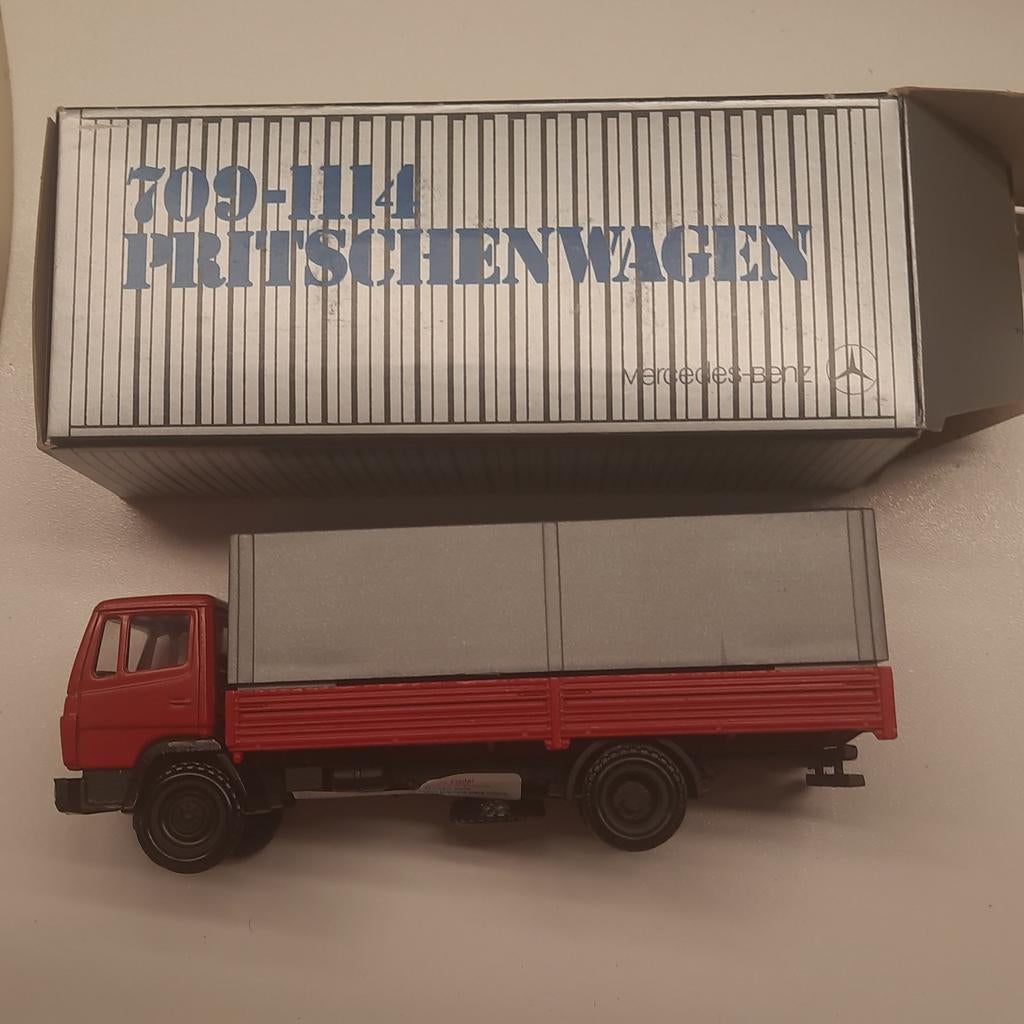 709-1114
PRITSCHENWAGEN
Mercedes-Benz